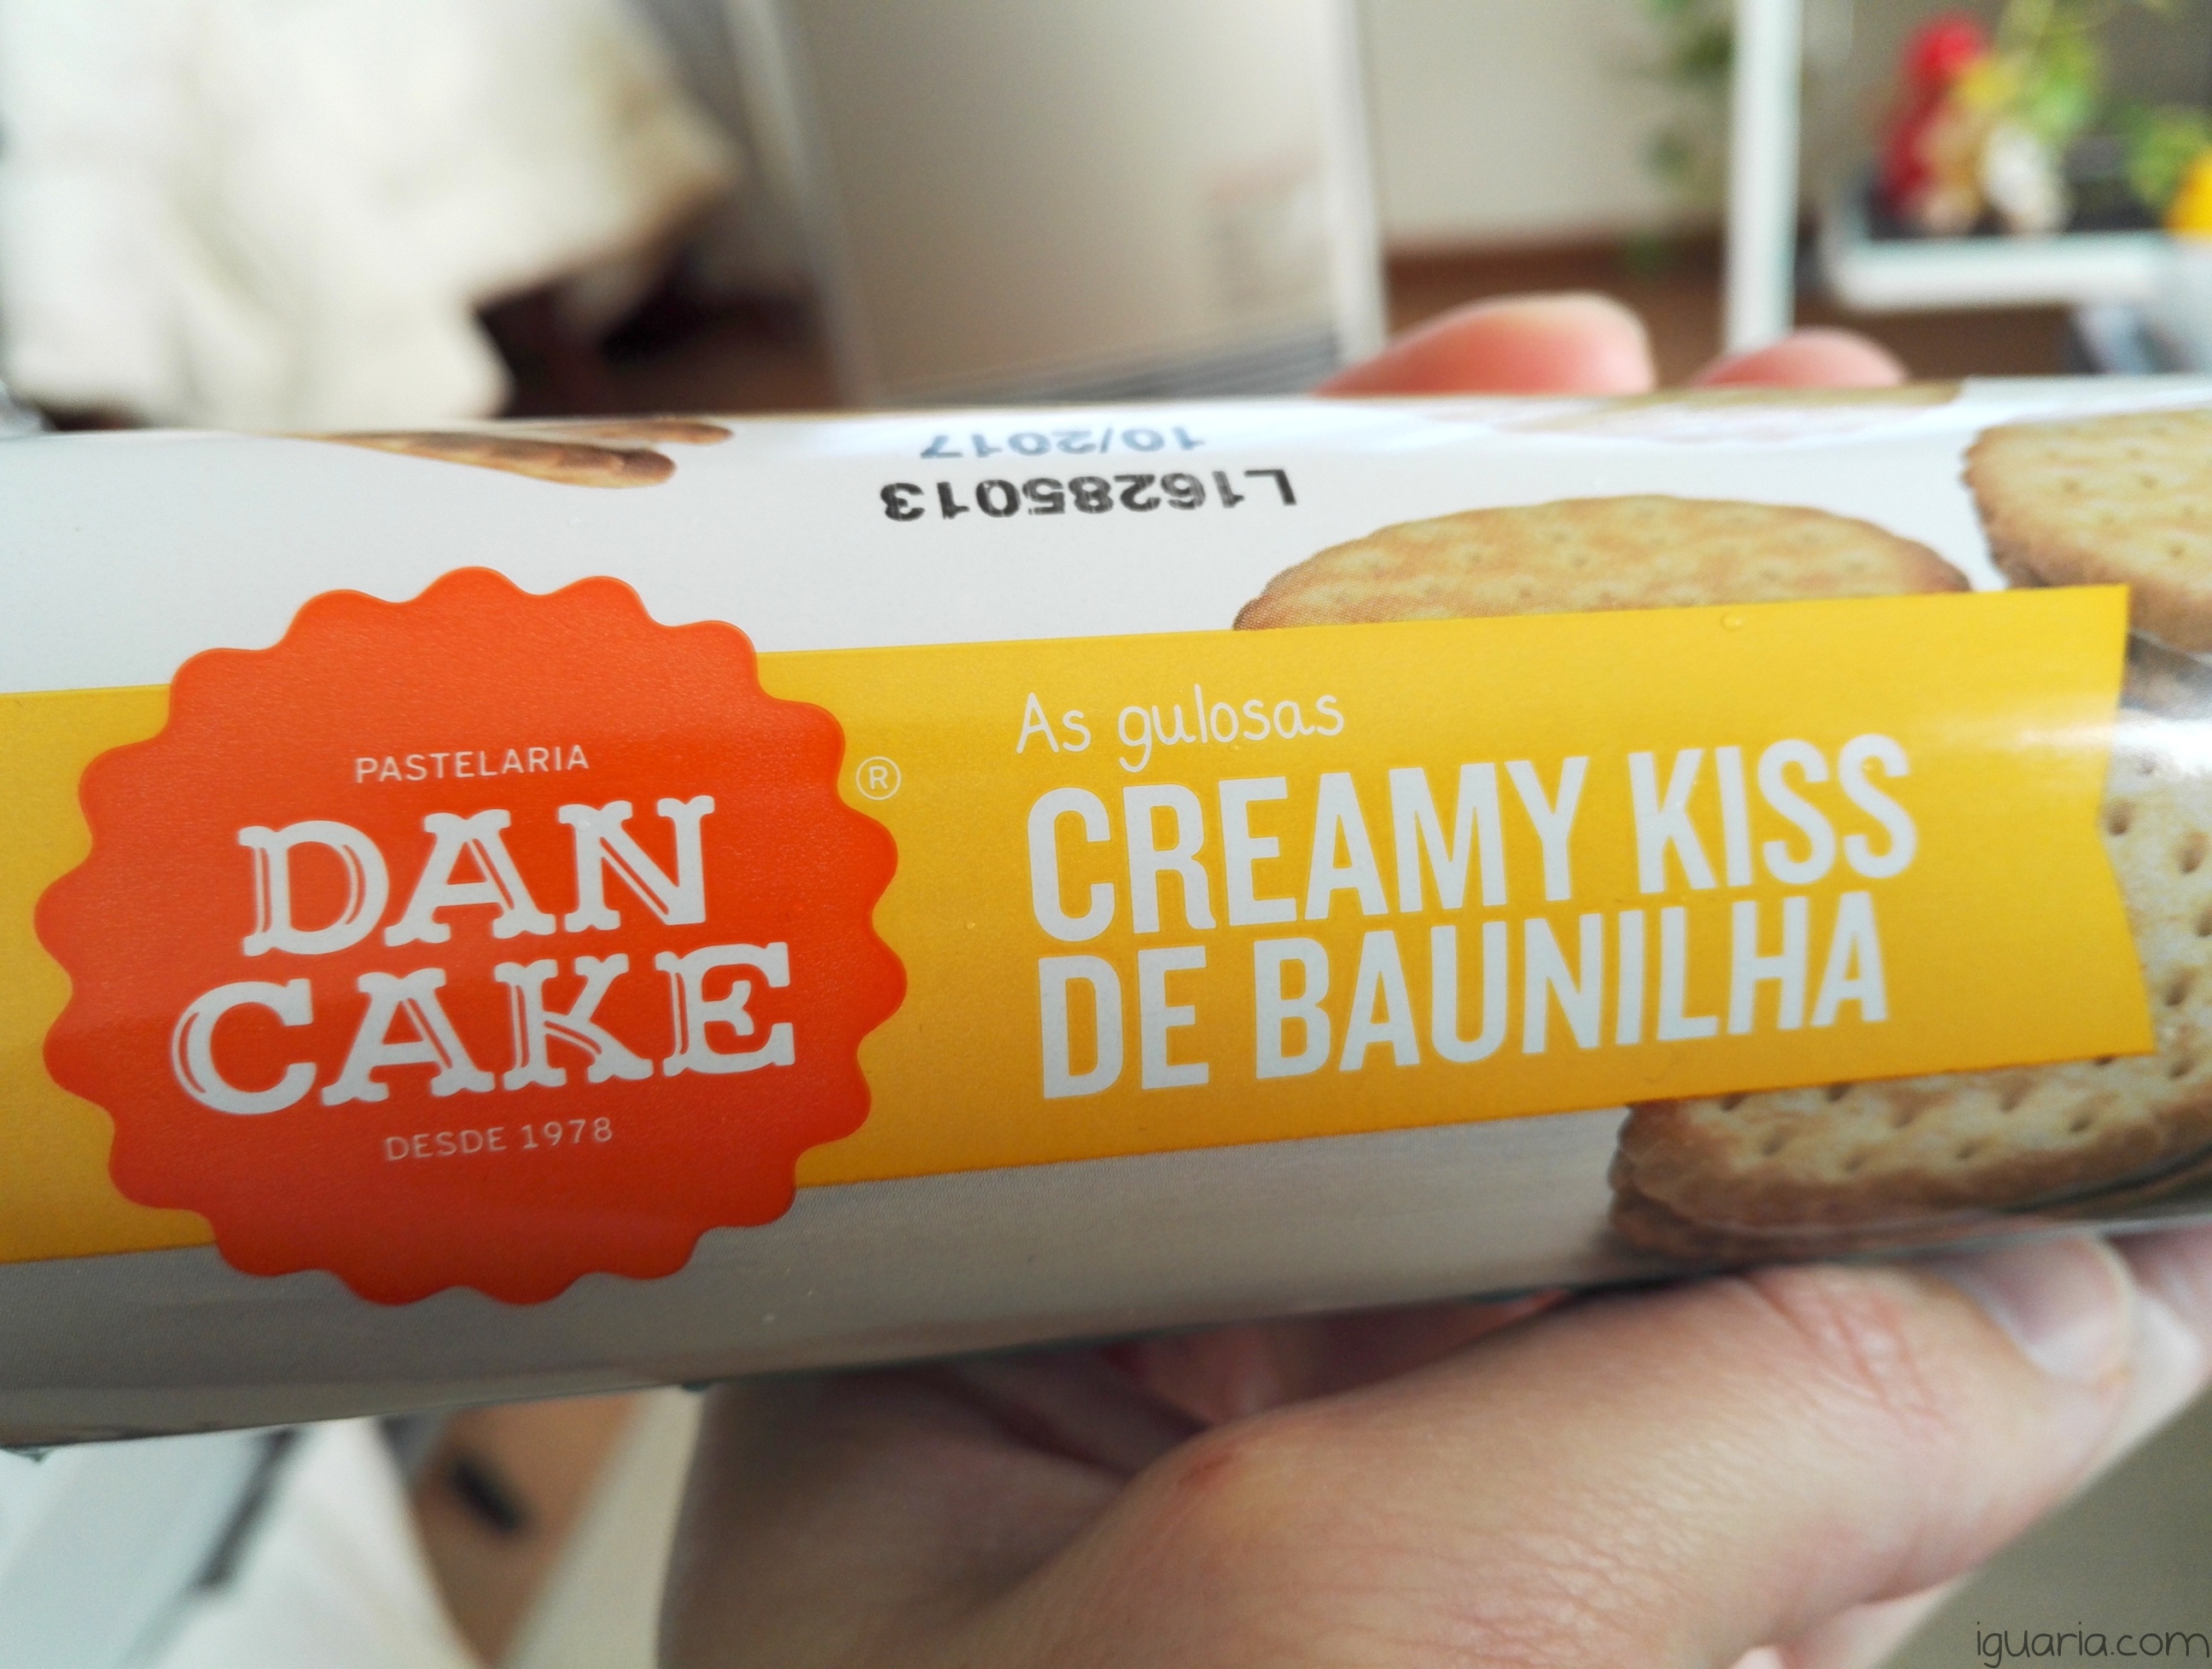 10/2017
L16285013
PASTELARIA
DAN
CAKE
DESDE 1978
®
As gulosas
CREAMY KISS
DE BAUNILHA
iguaria.com